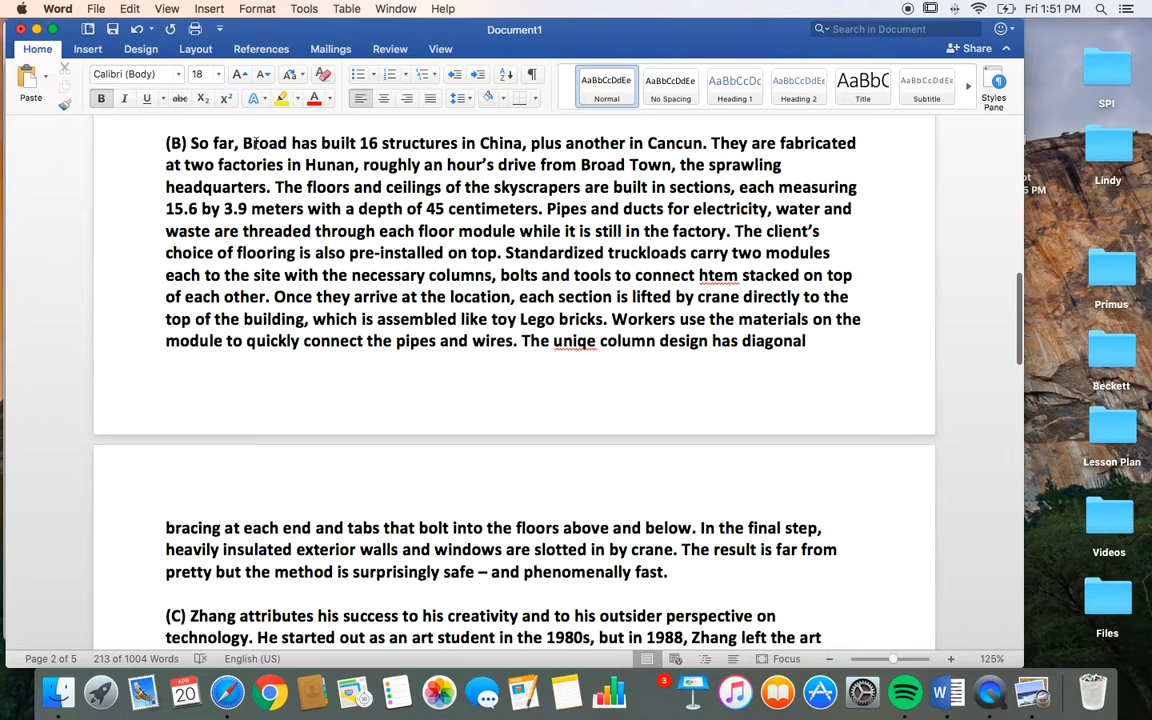 Word File Edit View Insert Format Tools Table Window Help Fri 1:51 PM
Document1
Search in Document
Home Insert Design Layout References Mailings Review View
Share
Paste
Calibri (Body) 18
AaBbCcDdEe AaBbCcDdEe AaBbCcDc AaBbCcDdEe AaBbC AaBbCcDdEe
Normal No Spacing Heading 1 Heading 2 Title Subtitle
Styles
Pane
(B) So far, Broad has built 16 structures in China, plus another in Cancun. They are fabricated
at two factories in Hunan, roughly an hour’s drive from Broad Town, the sprawling
headquarters. The floors and ceilings of the skyscrapers are built in sections, each measuring
15.6 by 3.9 meters with a depth of 45 centimeters. Pipes and ducts for electricity, water and
waste are threaded through each floor module while it is still in the factory. The client’s
choice of flooring is also pre-installed on top. Standardized truckloads carry two modules
each to the site with the necessary columns, bolts and tools to connect htem stacked on top
of each other. Once they arrive at the location, each section is lifted by crane directly to the
top of the building, which is assembled like toy Lego bricks. Workers use the materials on the
module to quickly connect the pipes and wires. The uniqe column design has diagonal
bracing at each end and tabs that bolt into the floors above and below. In the final step,
heavily insulated exterior walls and windows are slotted in by crane. The result is far from
pretty but the method is surprisingly safe – and phenomenally fast.
(C) Zhang attributes his success to his creativity and to his outsider perspective on
technology. He started out as an art student in the 1980s, but in 1988, Zhang left the art
Page 2 of 5 213 of 1004 Words English (US) Focus 125%
SPI
Lindy
Primus
Beckett
Lesson Plan
Videos
Files
APR
20
3